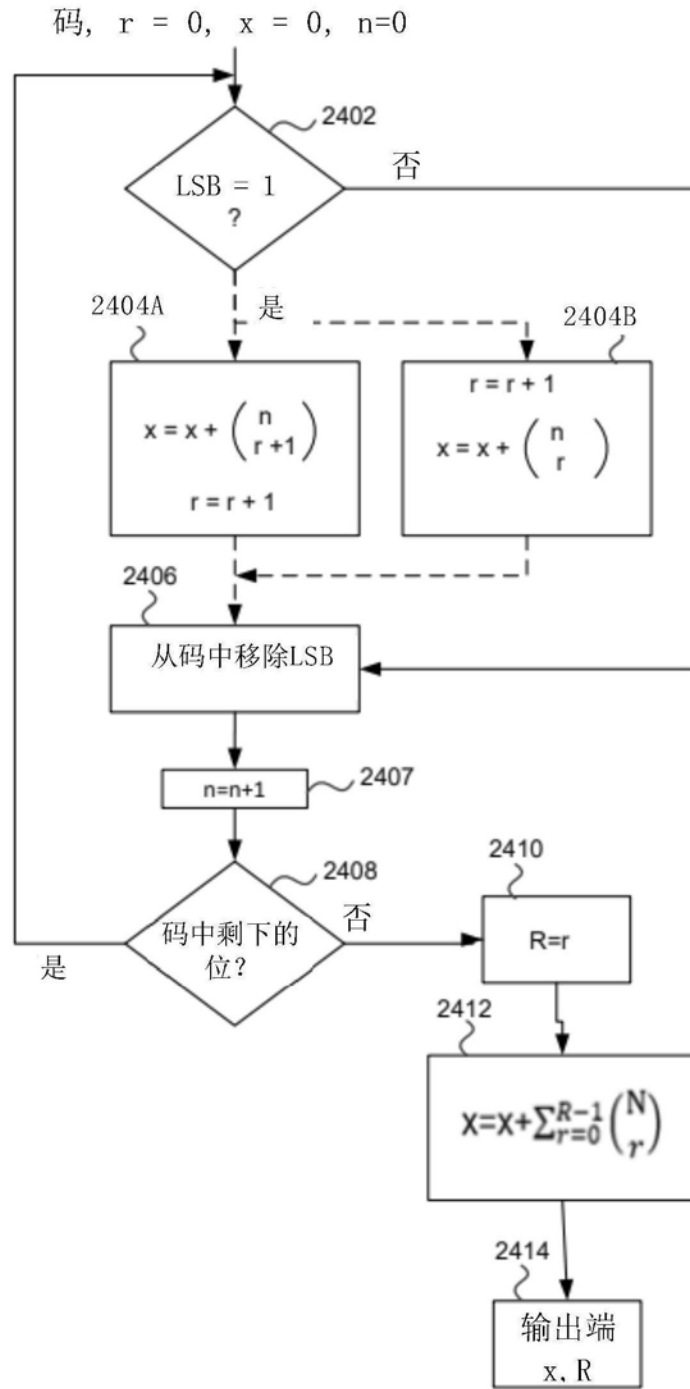 码, r = 0, x = 0, n=0
2402
LSB = 1
?
否
是
2404A
x = x + ( n
r +1 )
r = r + 1
2404B
r = r + 1
x = x + ( n
r )
2406
从码中移除LSB
n=n+1
2407
2408
码中剩下的
位?
是
否
2410
R=r
2412
X=X+∑_{r=0}^{R−1} ( N
r )
2414
输出端
x, R